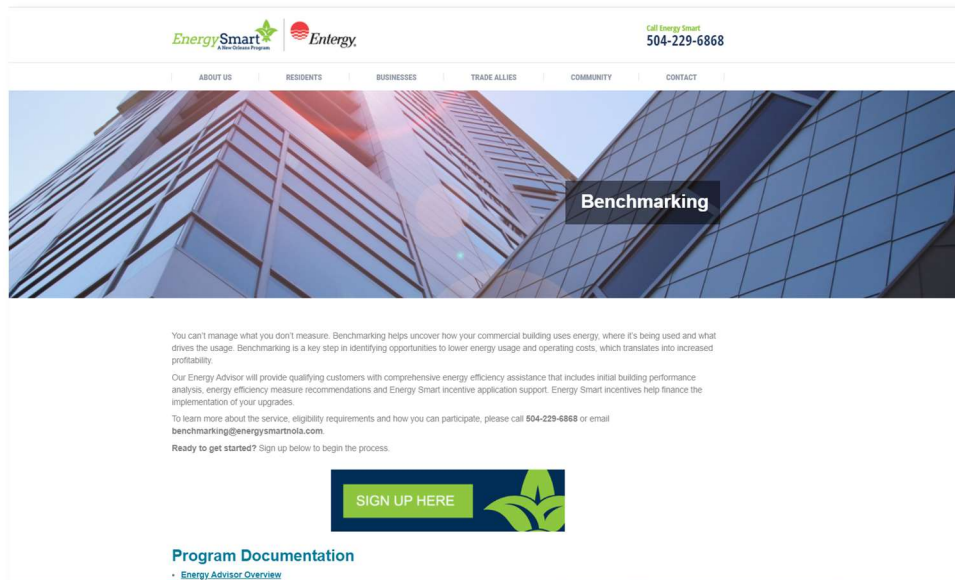 EnergySmart
A New Orleans Program
Entergy
Call Energy Smart
504-229-6868
ABOUT US RESIDENTS BUSINESSES TRADE ALLIES COMMUNITY CONTACT
Benchmarking
You can't manage what you don't measure. Benchmarking helps uncover how your commercial building uses energy, where it's being used and what
drives the usage. Benchmarking is a key step in identifying opportunities to lower energy usage and operating costs, which translates into increased
profitability.
Our Energy Advisor will provide qualifying customers with comprehensive energy efficiency assistance that includes initial building performance
analysis, energy efficiency measure recommendations and Energy Smart incentive application support. Energy Smart incentives help finance the
implementation of your upgrades.
To learn more about the service, eligibility requirements and how you can participate, please call 504-229-6868 or email
benchmarking@energysmartnola.com.
Ready to get started? Sign up below to begin the process.
SIGN UP HERE
Program Documentation
• Energy Advisor Overview